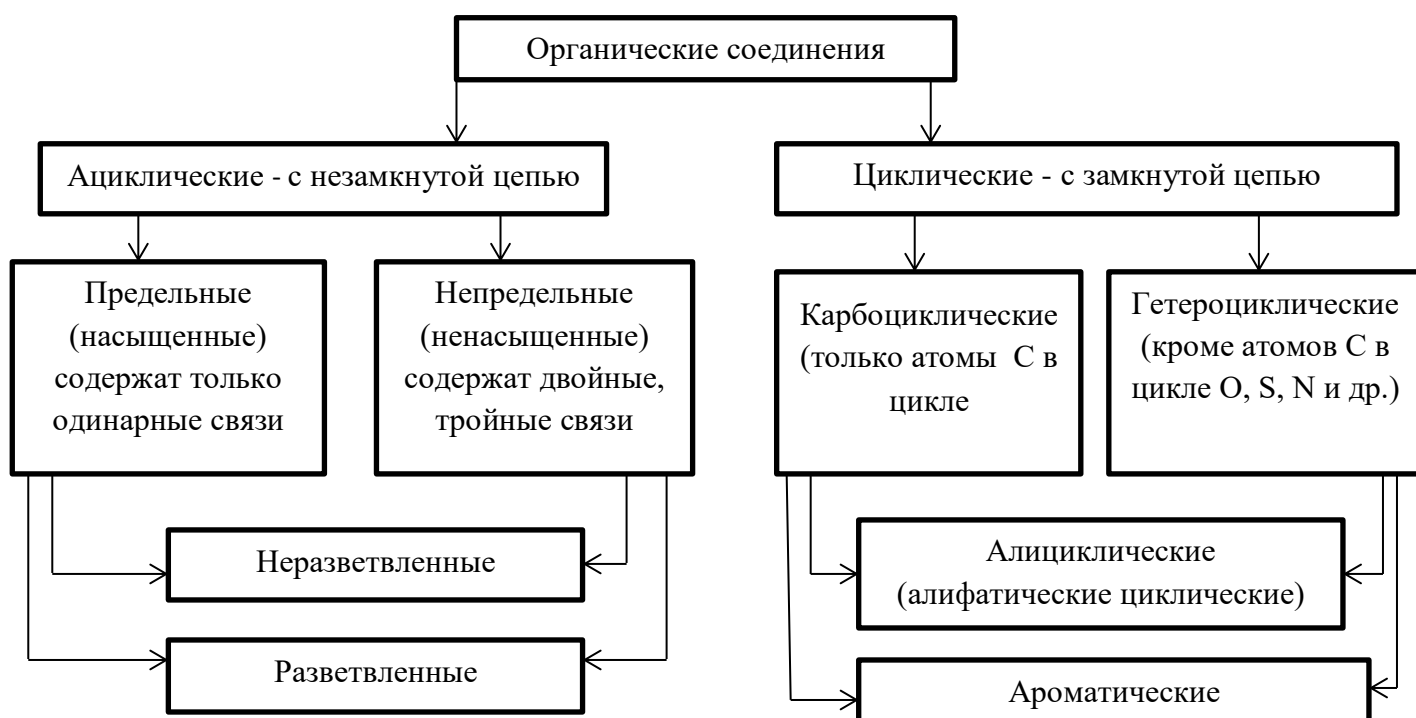 Органические соединения
Ациклические - с незамкнутой цепью
Циклические - с замкнутой цепью
Предельные
(насыщенные)
содержат только
одинарные связи
Непредельные
(ненасыщенные)
содержат двойные,
тройные связи
Карбоциклические
(только атомы С в
цикле
Гетероциклические
(кроме атомов С в
цикле O, S, N и др.)
Неразветвленные
Разветвленные
Алициклические
(алифатические циклические)
Ароматические